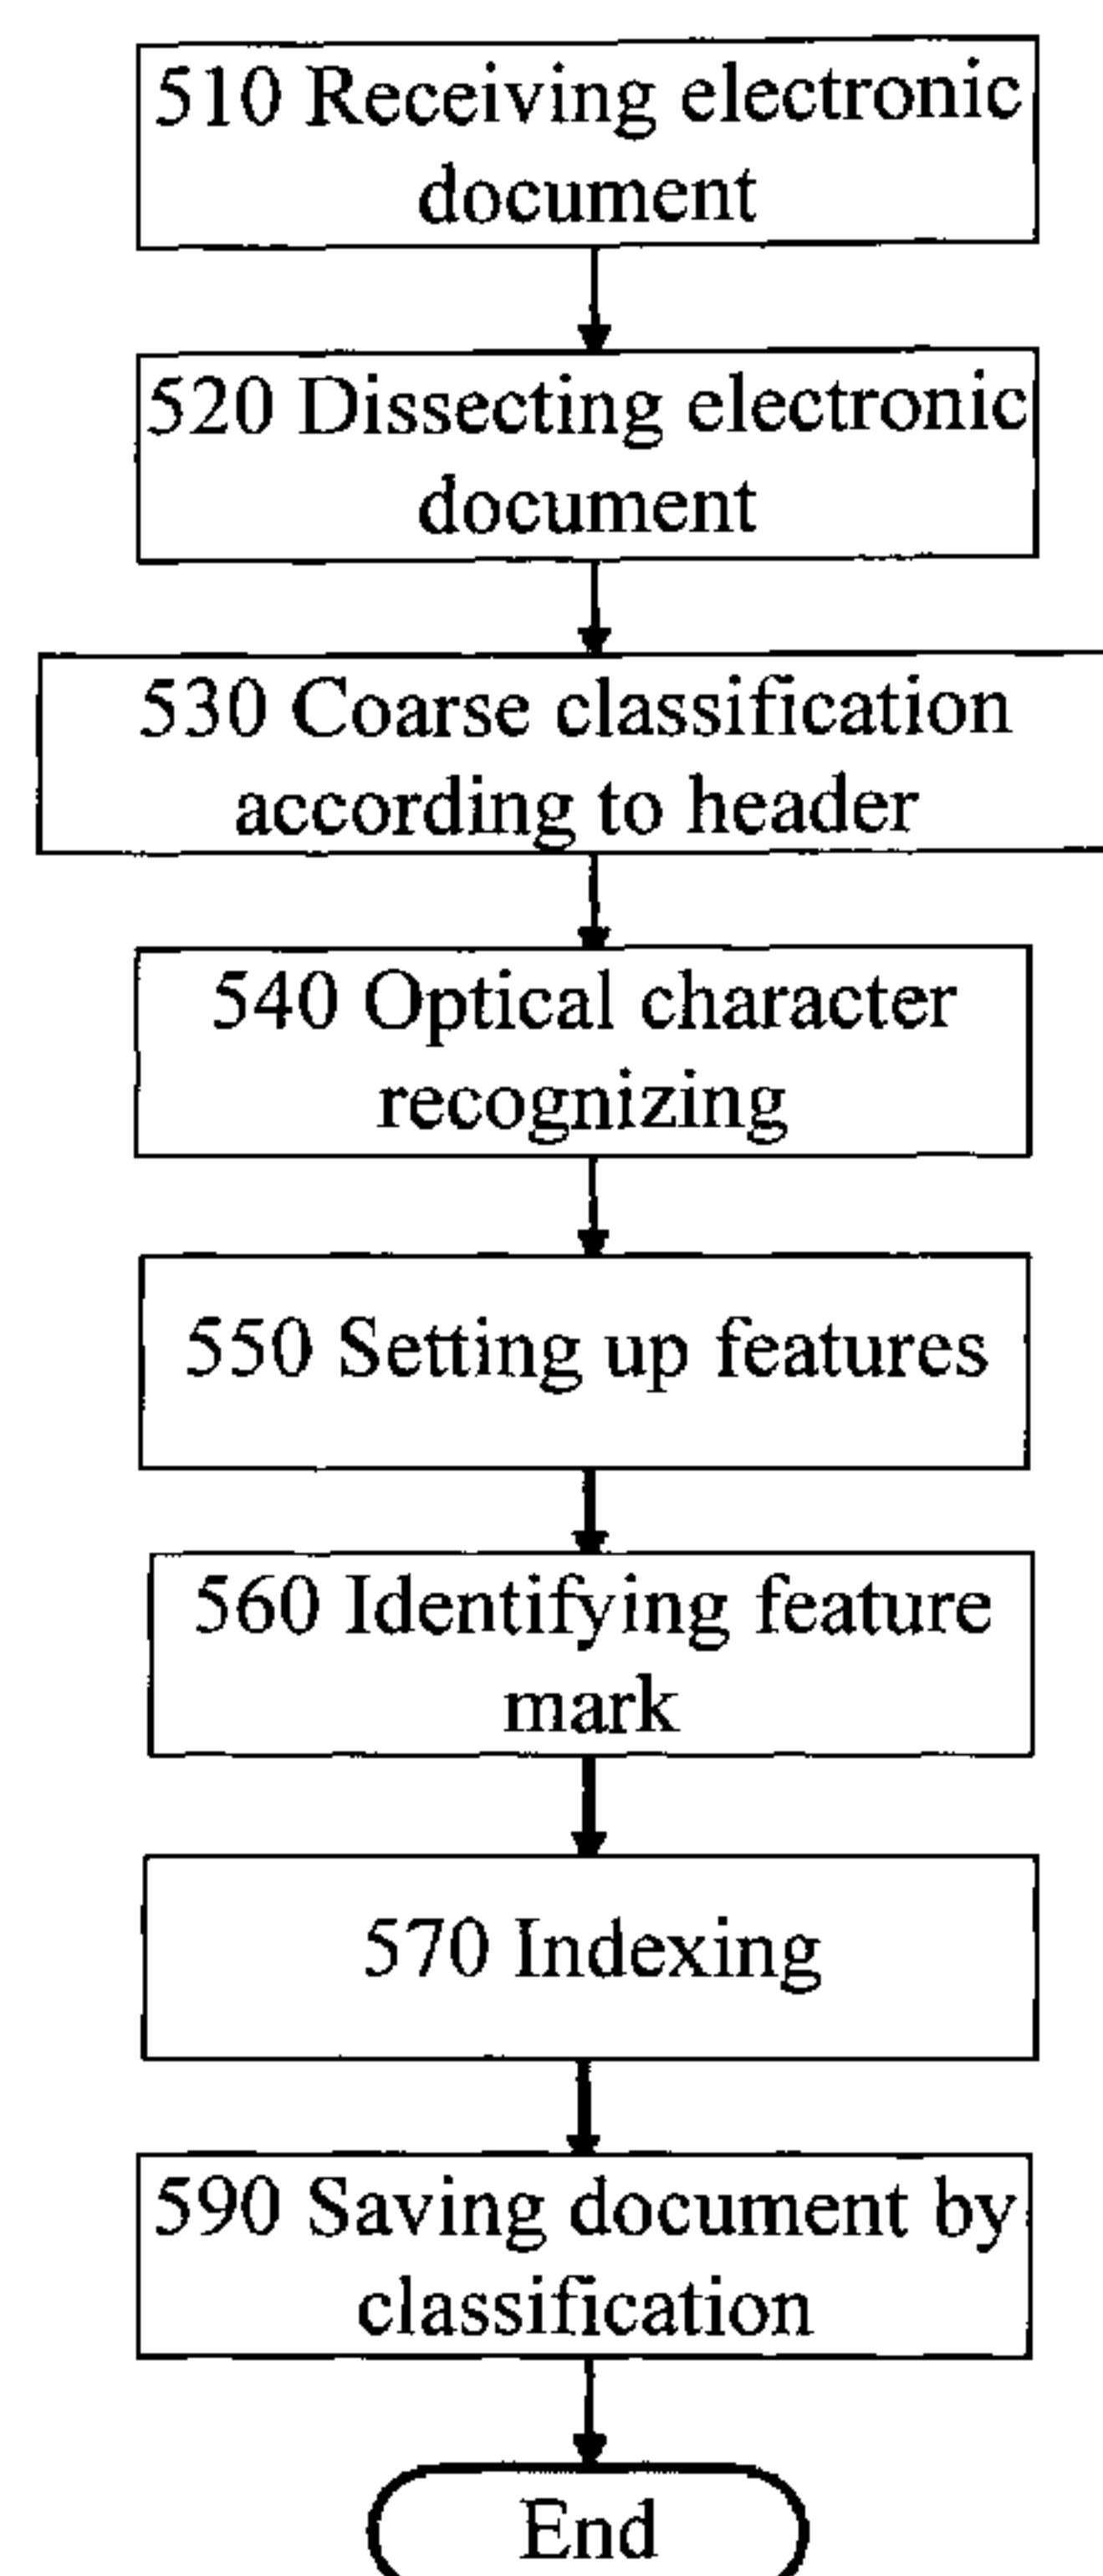 510 Receiving electronic
document
520 Dissecting electronic
document
530 Coarse classification
according to header
540 Optical character
recognizing
550 Setting up features
560 Identifying feature
mark
570 Indexing
590 Saving document by
classification
End